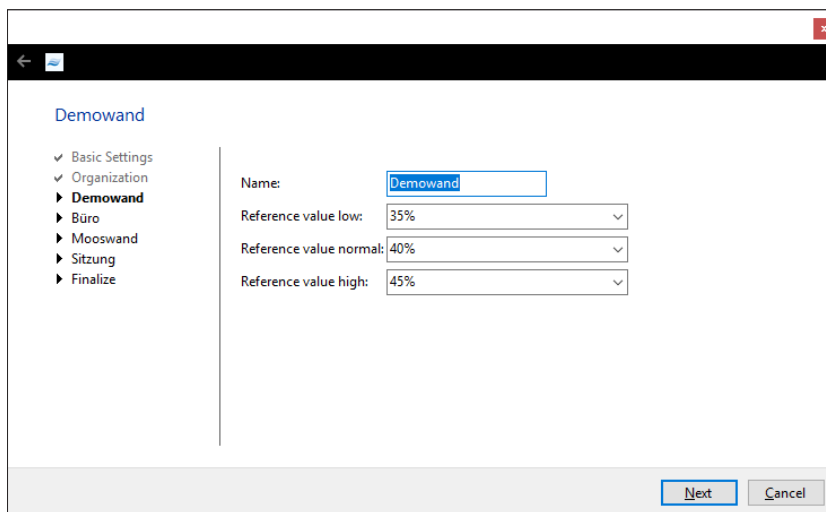 Demowand
Basic Settings
Organization
Demowand
Büro
Mooswand
Sitzung
Finalize
Name: Demowand
Reference value low: 35%
Reference value normal: 40%
Reference value high: 45%
Next Cancel